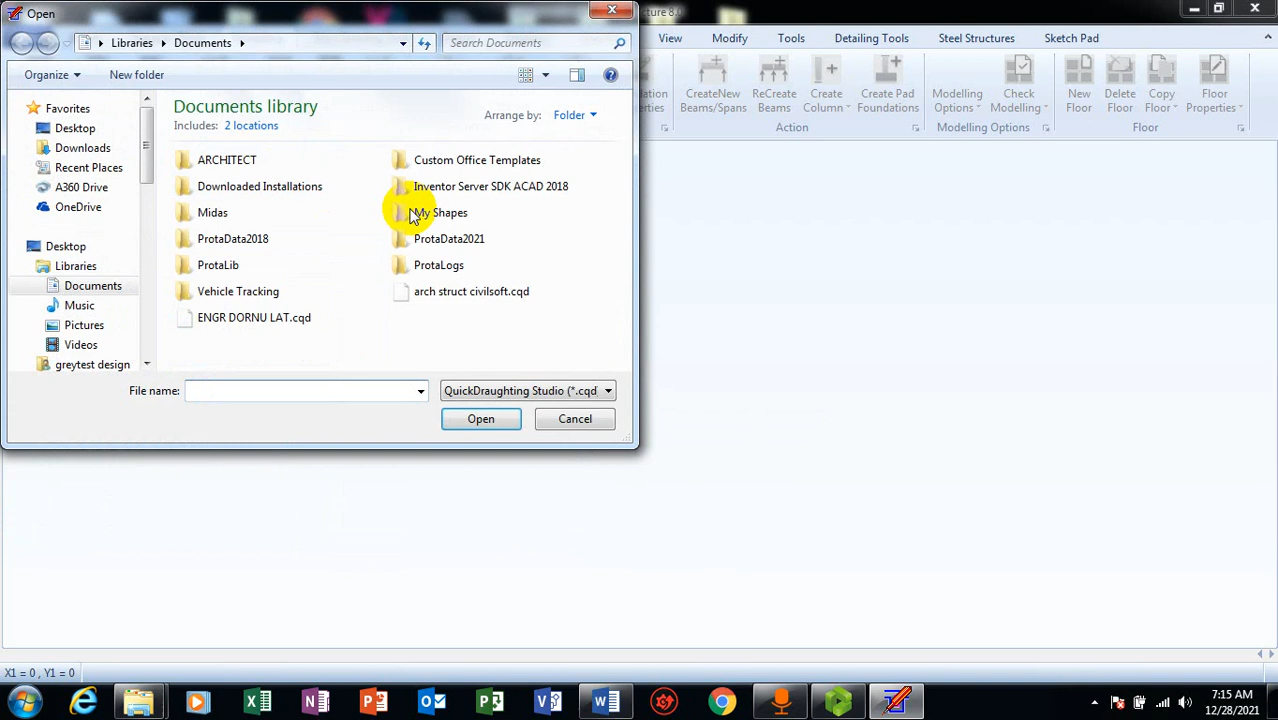 Open
cture 8.0
Libraries Documents
Search Documents
View Modify Tools Detailing Tools Steel Structures Sketch Pad
Organize New folder
CreateNew Beams/Spans
ReCreate Beams
Create Column
Create Pad Foundations
Modelling Options
Check Modelling
New Floor
Delete Floor
Copy Floor
Floor Properties
lation
erties
Action
Modelling Options
Floor
Favorites
Desktop
Downloads
Recent Places
A360 Drive
OneDrive
Desktop
Libraries
Documents
Music
Pictures
Videos
greytest design
Documents library
Includes: 2 locations
Arrange by: Folder
ARCHITECT
Custom Office Templates
Downloaded Installations
Inventor Server SDK ACAD 2018
Midas
My Shapes
ProtaData2018
ProtaData2021
ProtaLib
ProtaLogs
Vehicle Tracking
arch struct civilsoft.cqd
ENGR DORNU LAT.cqd
File name:
QuickDraughting Studio (*.cqd)
Open
Cancel
X1 = 0 , Y1 = 0
7:15 AM
12/28/2021